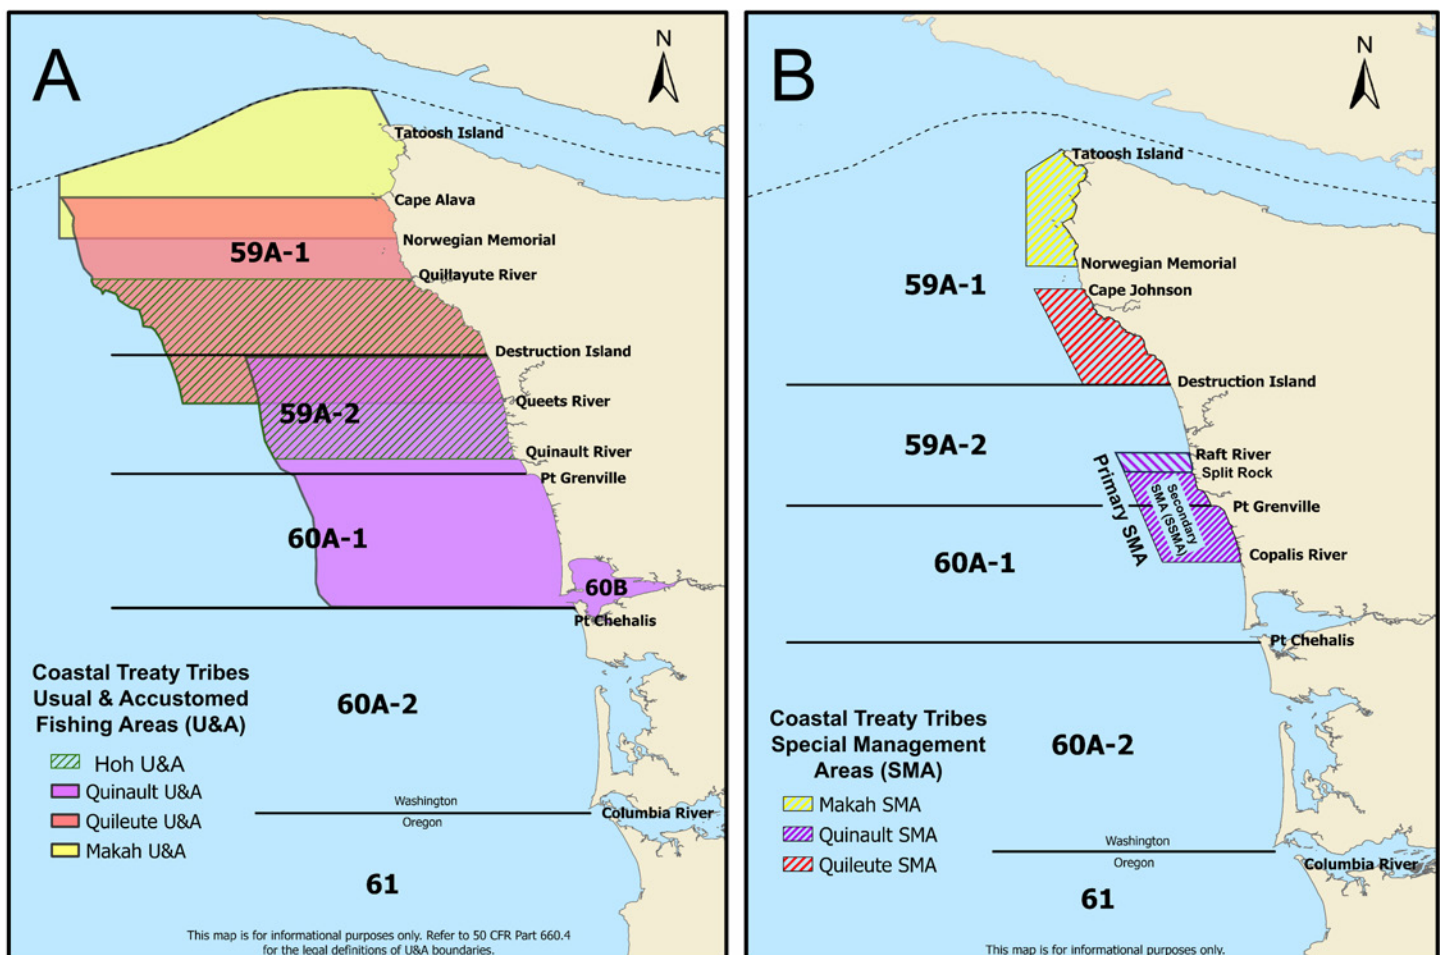 A
N
Tatoosh Island
Cape Alava
Norwegian Memorial
59A-1
Quillayute River
Destruction Island
Queets River
59A-2
Quinault River
Pt Grenville
60A-1
60B
Pt Chehalis
Coastal Treaty Tribes
Usual & Accustomed
Fishing Areas (U&A)
60A-2
Hoh U&A
Quinault U&A
Quileute U&A
Makah U&A
Washington
Oregon
Columbia River
61
This map is for informational purposes only. Refer to 50 CFR Part 660.4
for the legal definitions of U&A boundaries.
B
N
Tatoosh Island
Norwegian Memorial
59A-1
Cape Johnson
Destruction Island
59A-2
Raft River
Split Rock
Primary SMA
Secondary
SMA (SSMA)
Pt Grenville
Copalis River
60A-1
Pt Chehalis
Coastal Treaty Tribes
Special Management
Areas (SMA)
60A-2
Makah SMA
Quinault SMA
Quileute SMA
Washington
Oregon
Columbia River
61
This map is for informational purposes only.